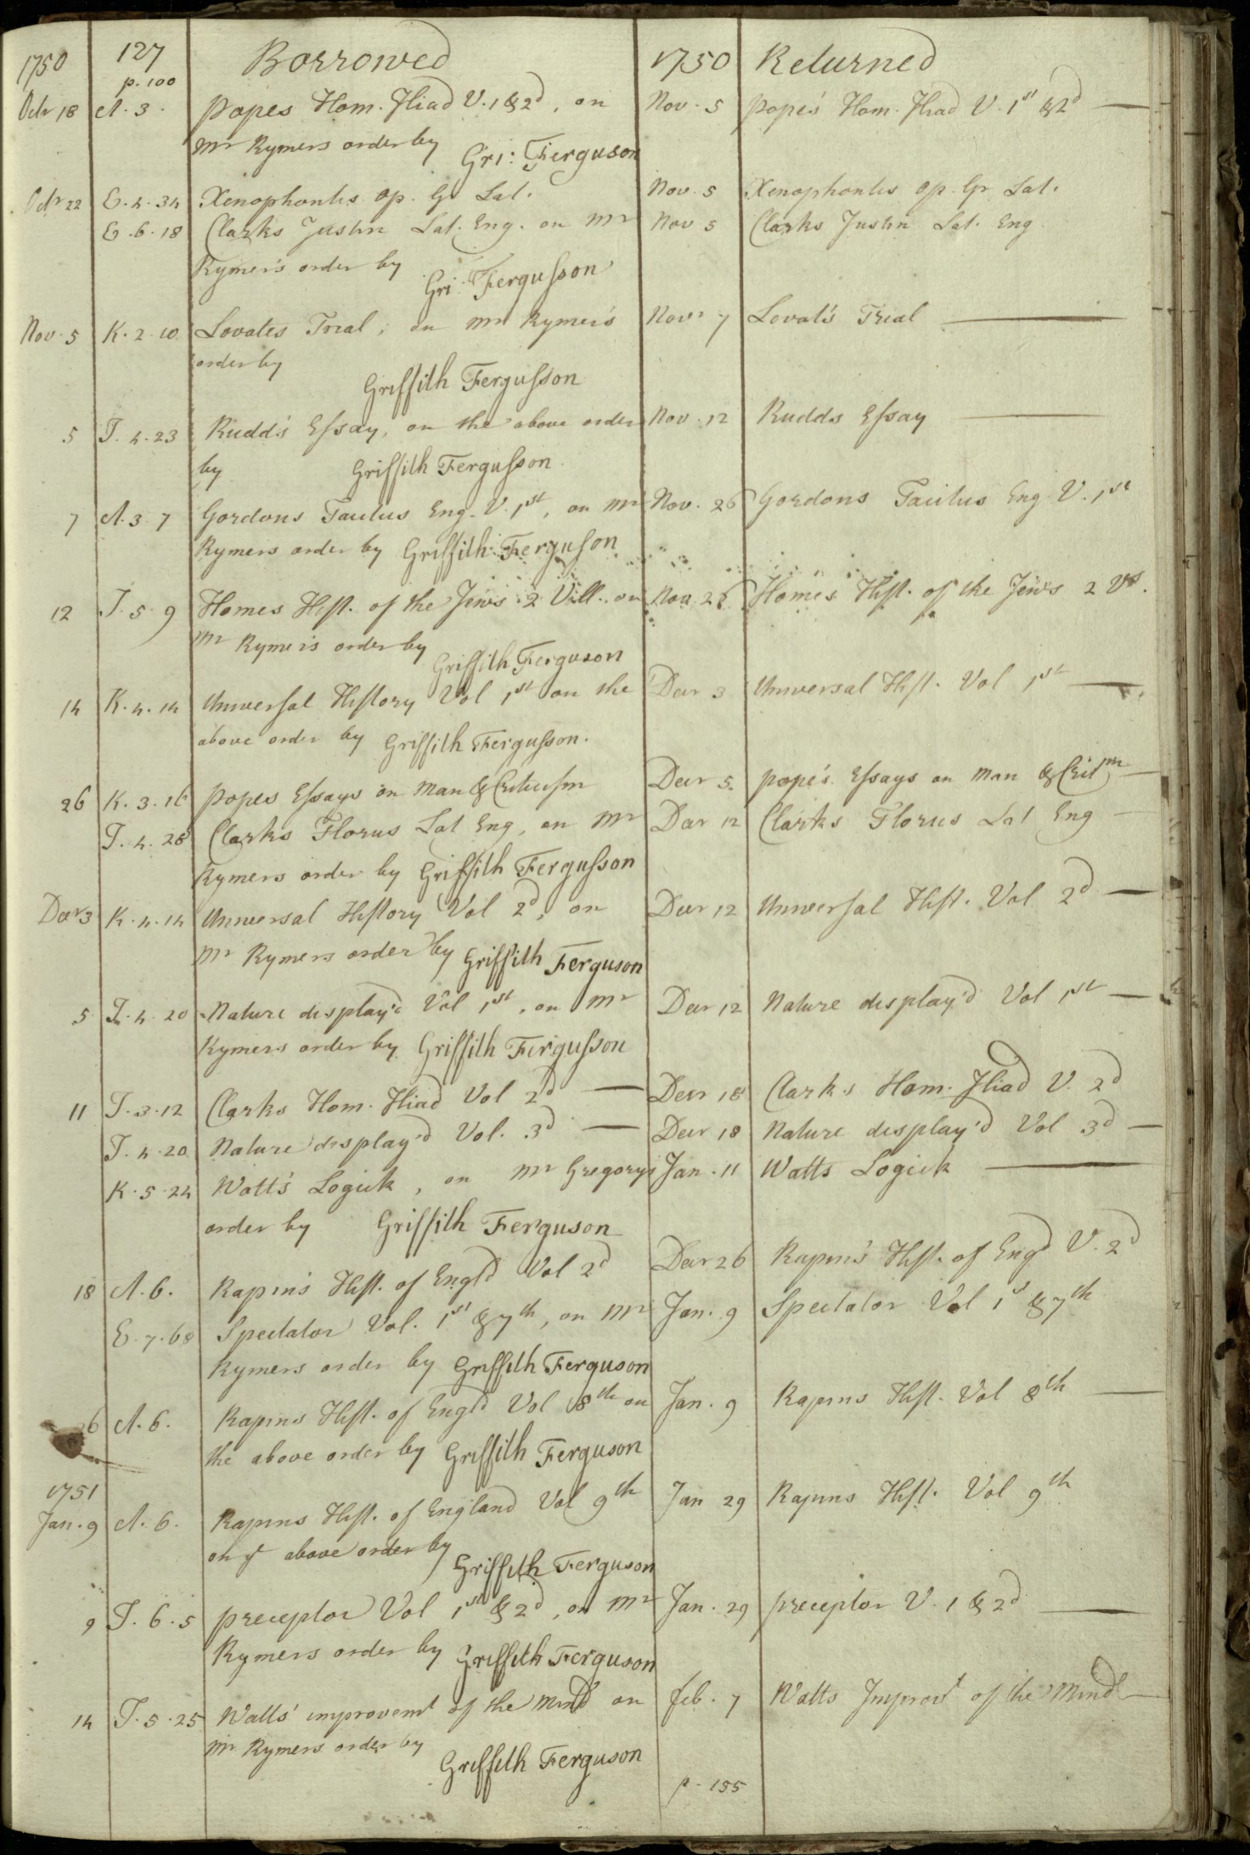 1750 127 Borrowed 1750 Returned
p. 100
Octr 18 A. 3. popes Hom. Iliad V. 1 & 2d, on Nov. 5 pope's Hom. Iliad V. 1st & 2d
Mr Rymers order by Gri: Ferguson
Octr 22 E. 4. 34 Xenophontis op. Gr Lat. Nov. 5 Xenophontis op. Gr Lat.
E. 6. 18 Clarks Justin Lat. Eng. on Mr Nov 5 Clarks Justin Lat. Eng
Rymer's order by Gri: Fergusson
Nov. 5 K. 2. 10 Lovates Trial; on Mr Rymer's Novr 7 Lovat's Trial
order by
Griffith Fergusson
5 I. 4. 23 Rudd's Essay, on the above order Nov. 12 Rudds Essay
by Griffith Fergusson
7 A. 3 7 Gordons Tacitus Eng. V. 1st, on Mr Nov. 26 Gordons Tacitus Eng V. 1st
Rymers order by Griffith Ferguson
12 I. 5. 9 Homes Hist. of the Jews 2 Voll. on Nov. 26 Home's Hist. of the Jews 2 Vs.
Mr Rymers order by
Griffith Ferguson
14 K. 4. 14 Universal History Vol 1st on the Decr 3 Universal Hist. Vol 1st
above order by Griffith Fergusson.
26 K. 3. 16 popes Essays on Man & Criticism Decr 5. pope's Essays on Man & Critm
I. 4. 28 Clarks Florus Lat Eng, on Mr Decr 12 Clarks Florus Lat Eng
Rymers order by Griffith Fergusson
Decr 3 K. 4. 14 Universal History Vol 2d, on Decr 12 Universal Hist. Vol 2d
Mr Rymers order by Griffith Ferguson
5 I. 4. 20 Nature display'd Vol 1st, on Mr Decr 12 Nature display'd Vol 1st
Rymers order by Griffith Fergusson
11 I. 3. 12 Clarks Hom. Iliad Vol 2d Decr 18 Clarks Hom. Iliad V. 2d
I. 4. 20 Nature display'd Vol. 3d Decr 18 Nature display'd Vol 3d
K. 5. 24 Watt's Logick, on Mr Gregorys Jan. 11 Watts Logick
order by Griffith Ferguson
18 A. 6. Rapin's Hist. of Engld Vol 2d Decr 26 Rapin's Hist. of Engd V. 2d
E. 7. 68 Spectator Vol. 1st & 7th, on Mr Jan. 9 Spectator Vol 1st & 7th
Rymers order by Griffith Ferguson
26 A. 6. Rapins Hist. of Engld Vol 8th on Jan. 9 Rapins Hist. Vol 8th
the above order by Griffith Ferguson
1751
Jan. 9 A. 6. Rapins Hist. of England Vol 9th Jan 29 Rapins Hist. Vol 9th
on ye above order by
Griffith Ferguson
9 I. 6. 5 preceptor Vol 1st & 2d, on Mr Jan. 29 preceptor V. 1 & 2d
Rymers order by Griffith Ferguson
14 I. 5. 25 Watts' improvemt of the Mind on feb. 7 Watts Improvt of the Mind
Mr Rymers order by
Griffith Ferguson
p. 155